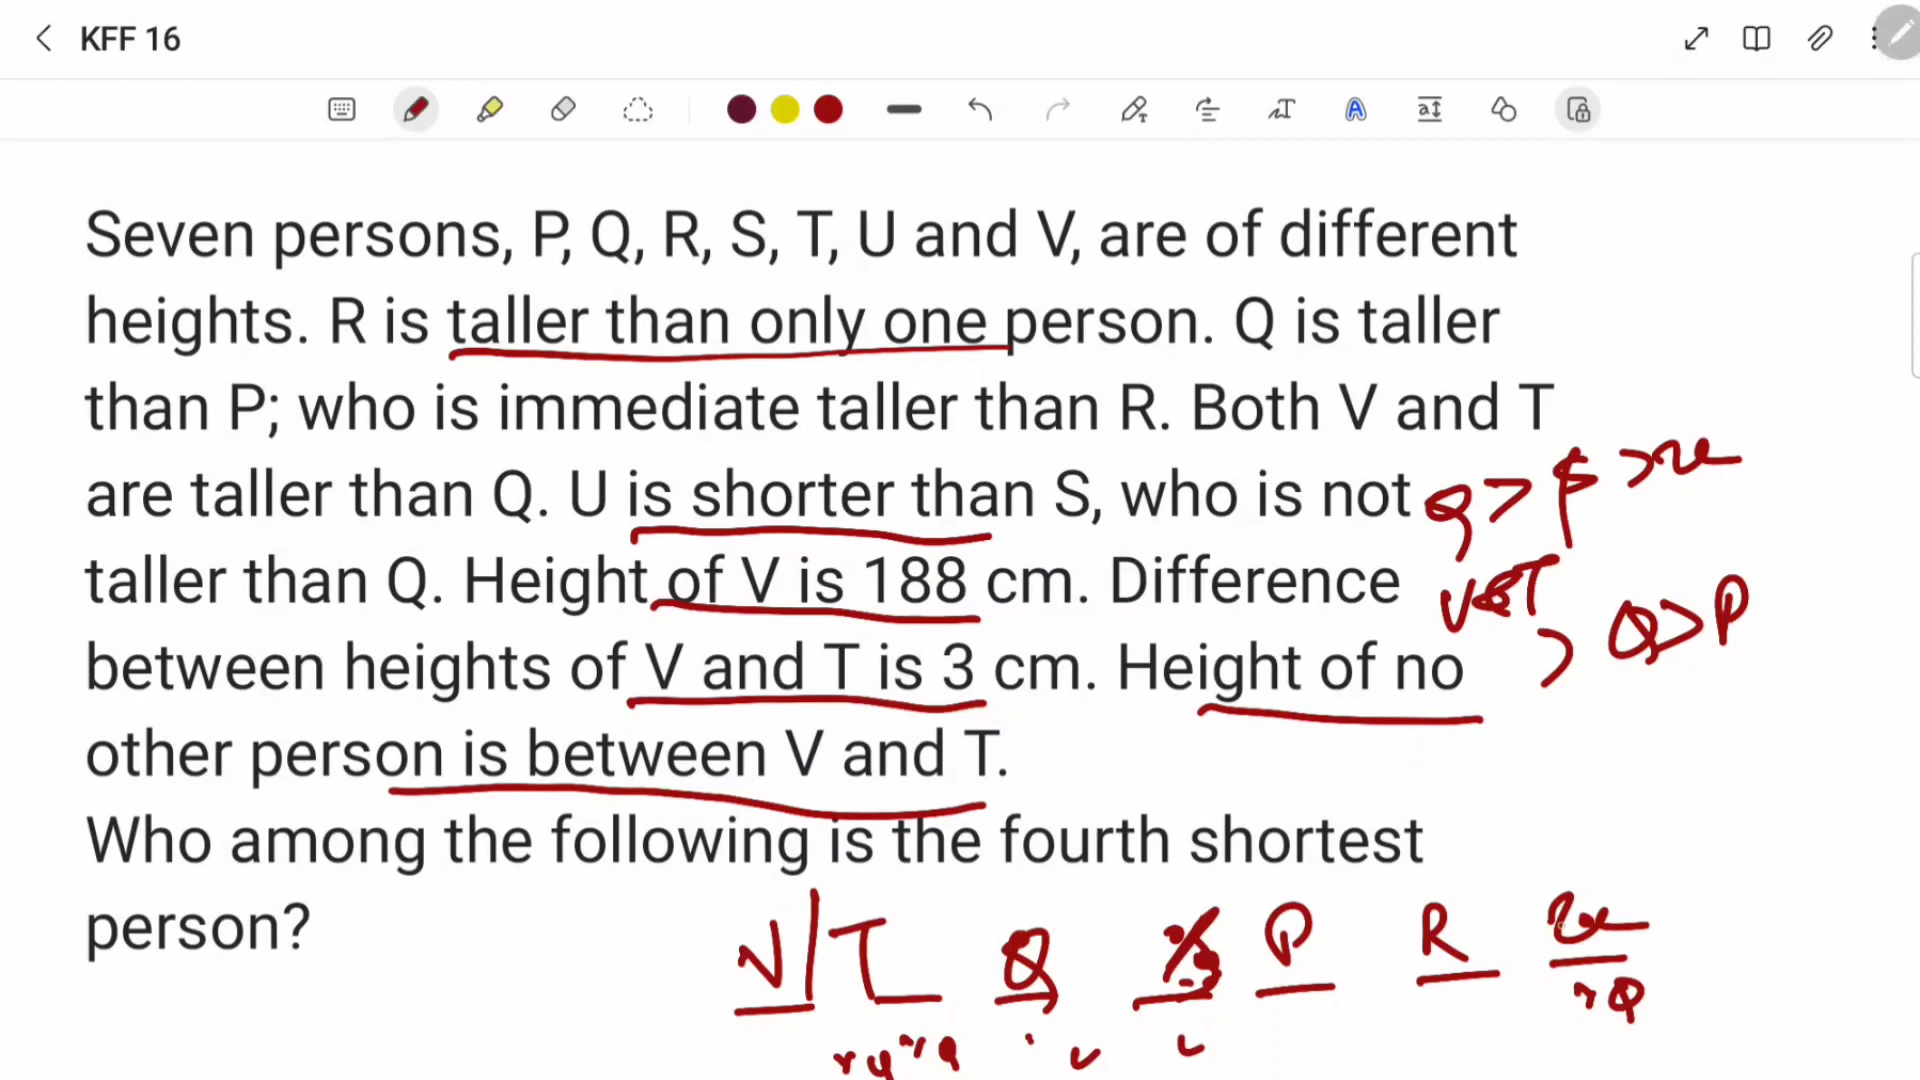 KFF 16
Seven persons, P, Q, R, S, T, U and V, are of different
heights. R is taller than only one person. Q is taller
than P; who is immediate taller than R. Both V and T
are taller than Q. U is shorter than S, who is not
taller than Q. Height of V is 188 cm. Difference
between heights of V and T is 3 cm. Height of no
other person is between V and T.
Who among the following is the fourth shortest
person?
Q > P >
V&T
> Q > P
V/T Q P R